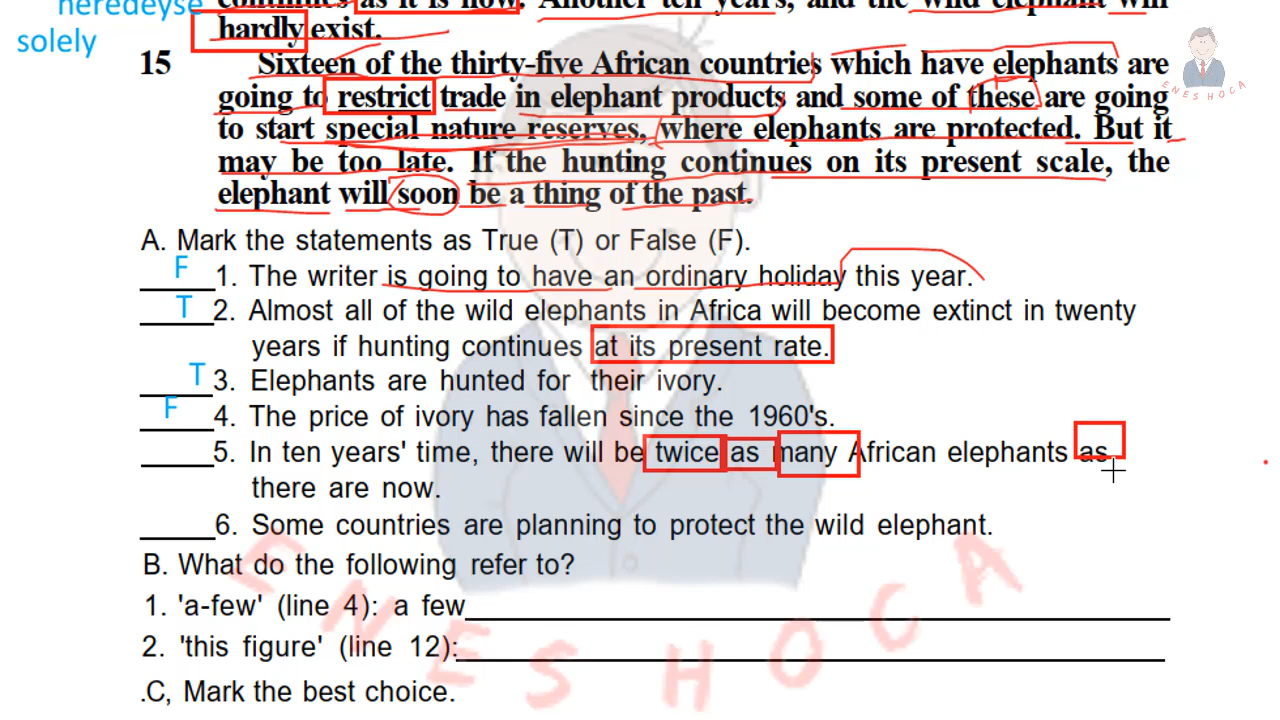 heredeyse
continues as it is now. Another ten years, and the wild elephant will
solely
hardly exist.
15 Sixteen of the thirty-five African countries which have elephants are
going to restrict trade in elephant products and some of these are going
to start special nature reserves, where elephants are protected. But it
may be too late. If the hunting continues on its present scale, the
elephant will soon be a thing of the past.
A. Mark the statements as True (T) or False (F).
F 1. The writer is going to have an ordinary holiday this year.
T 2. Almost all of the wild elephants in Africa will become extinct in twenty
years if hunting continues at its present rate.
T 3. Elephants are hunted for their ivory.
F 4. The price of ivory has fallen since the 1960's.
_____5. In ten years' time, there will be twice as many African elephants as
there are now.
_____6. Some countries are planning to protect the wild elephant.
B. What do the following refer to?
1. 'a-few' (line 4): a few
2. 'this figure' (line 12):
.C, Mark the best choice.
ENES HOCA
ENES HOCA